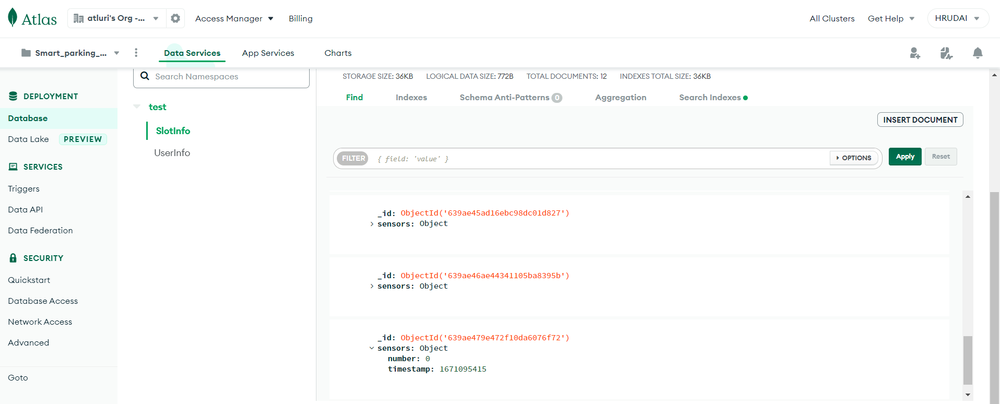 Atlas atluri's Org -... Access Manager Billing All Clusters Get Help HRUDAI
Smart_parking_... Data Services App Services Charts
DEPLOYMENT
Database
Data Lake PREVIEW
SERVICES
Triggers
Data API
Data Federation
SECURITY
Quickstart
Database Access
Network Access
Advanced
Goto
Search Namespaces
test
SlotInfo
UserInfo
STORAGE SIZE: 36KB LOGICAL DATA SIZE: 772B TOTAL DOCUMENTS: 12 INDEXES TOTAL SIZE: 36KB
Find Indexes Schema Anti-Patterns 0 Aggregation Search Indexes
INSERT DOCUMENT
FILTER { field: 'value' } OPTIONS Apply Reset
_id: ObjectId('639ae45ad16ebc98dc01d827')
sensors: Object
_id: ObjectId('639ae46ae44341105ba8395b')
sensors: Object
_id: ObjectId('639ae479e472f10da6076f72')
sensors: Object
number: 0
timestamp: 1671095415